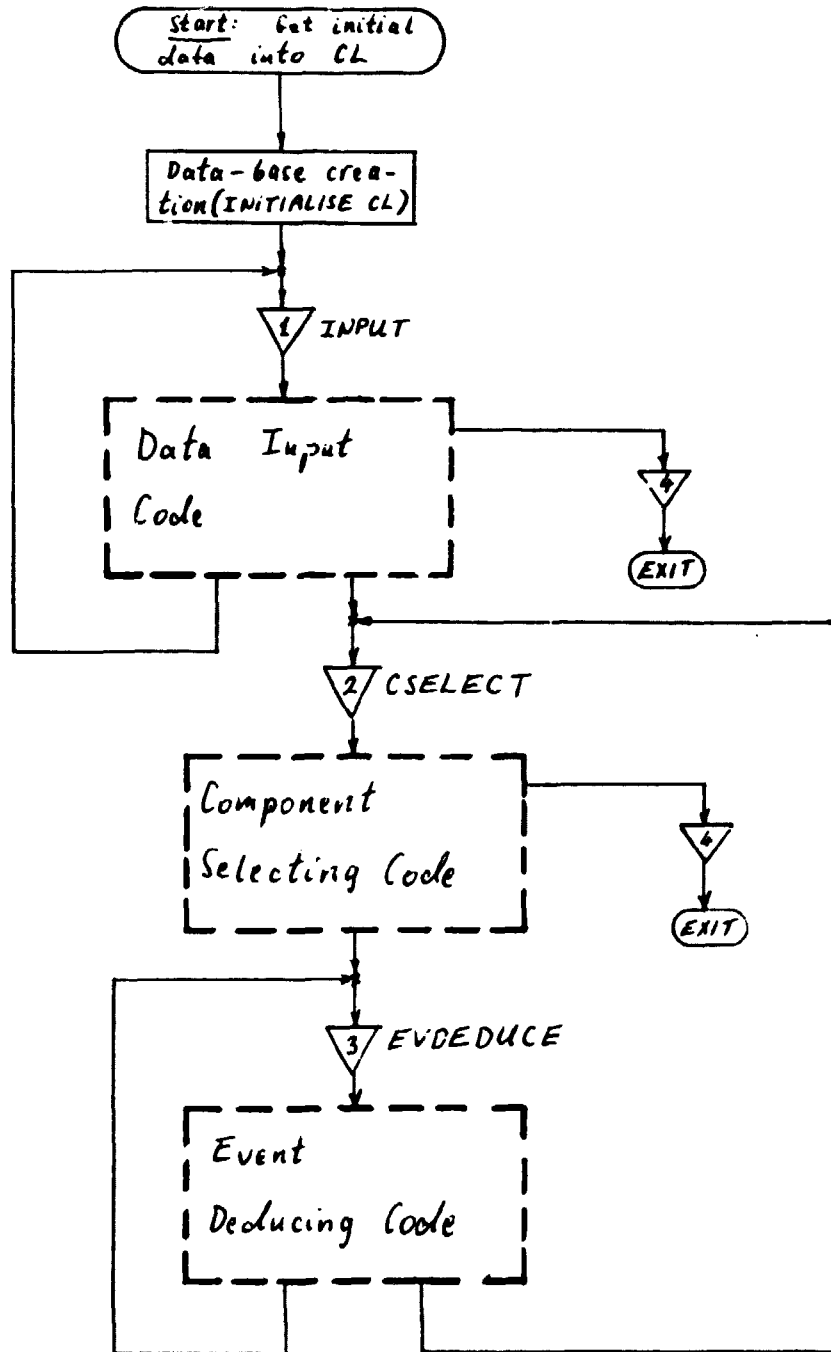 Start: Get initial
data into CL
Data-base crea-
tion(INITIALISE CL)
1 INPUT
Data Input
Code
4
EXIT
2 CSELECT
Component
Selecting Code
4
EXIT
3 EVDEDUCE
Event
Deducing Code